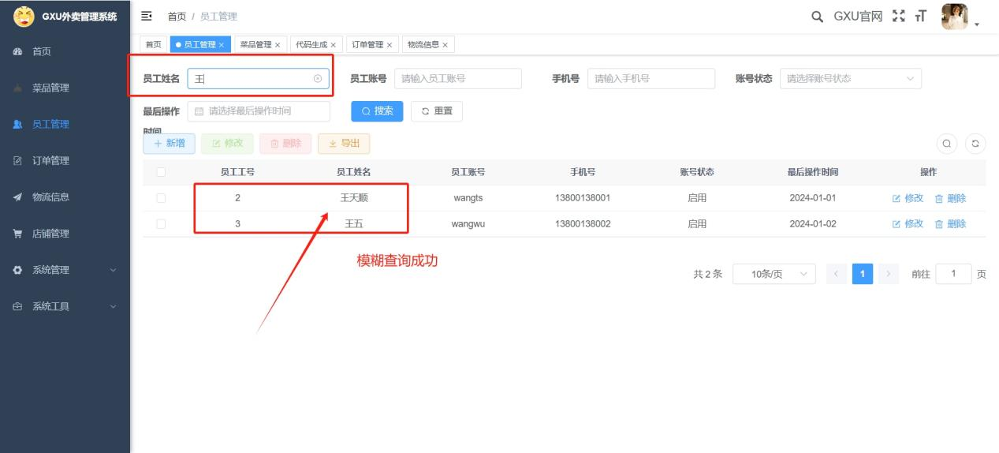 GXU外卖管理系统
首页 / 员工管理
GXU官网
首页
员工管理
菜品管理
代码生成
订单管理
物流信息
首页
菜品管理
员工管理
订单管理
物流信息
店铺管理
系统管理
系统工具
员工姓名 王
员工账号 请输入员工账号
手机号 请输入手机号
账号状态 请选择账号状态
最后操作时间 请选择最后操作时间
搜索 重置
新增 修改 删除 导出
员工工号 员工姓名 员工账号 手机号 账号状态 最后操作时间 操作
2 王天顺 wangts 13800138001 启用 2024-01-01 修改 删除
3 王五 wangwu 13800138002 启用 2024-01-02 修改 删除
模糊查询成功
共 2 条 10条/页 1 前往 1 页